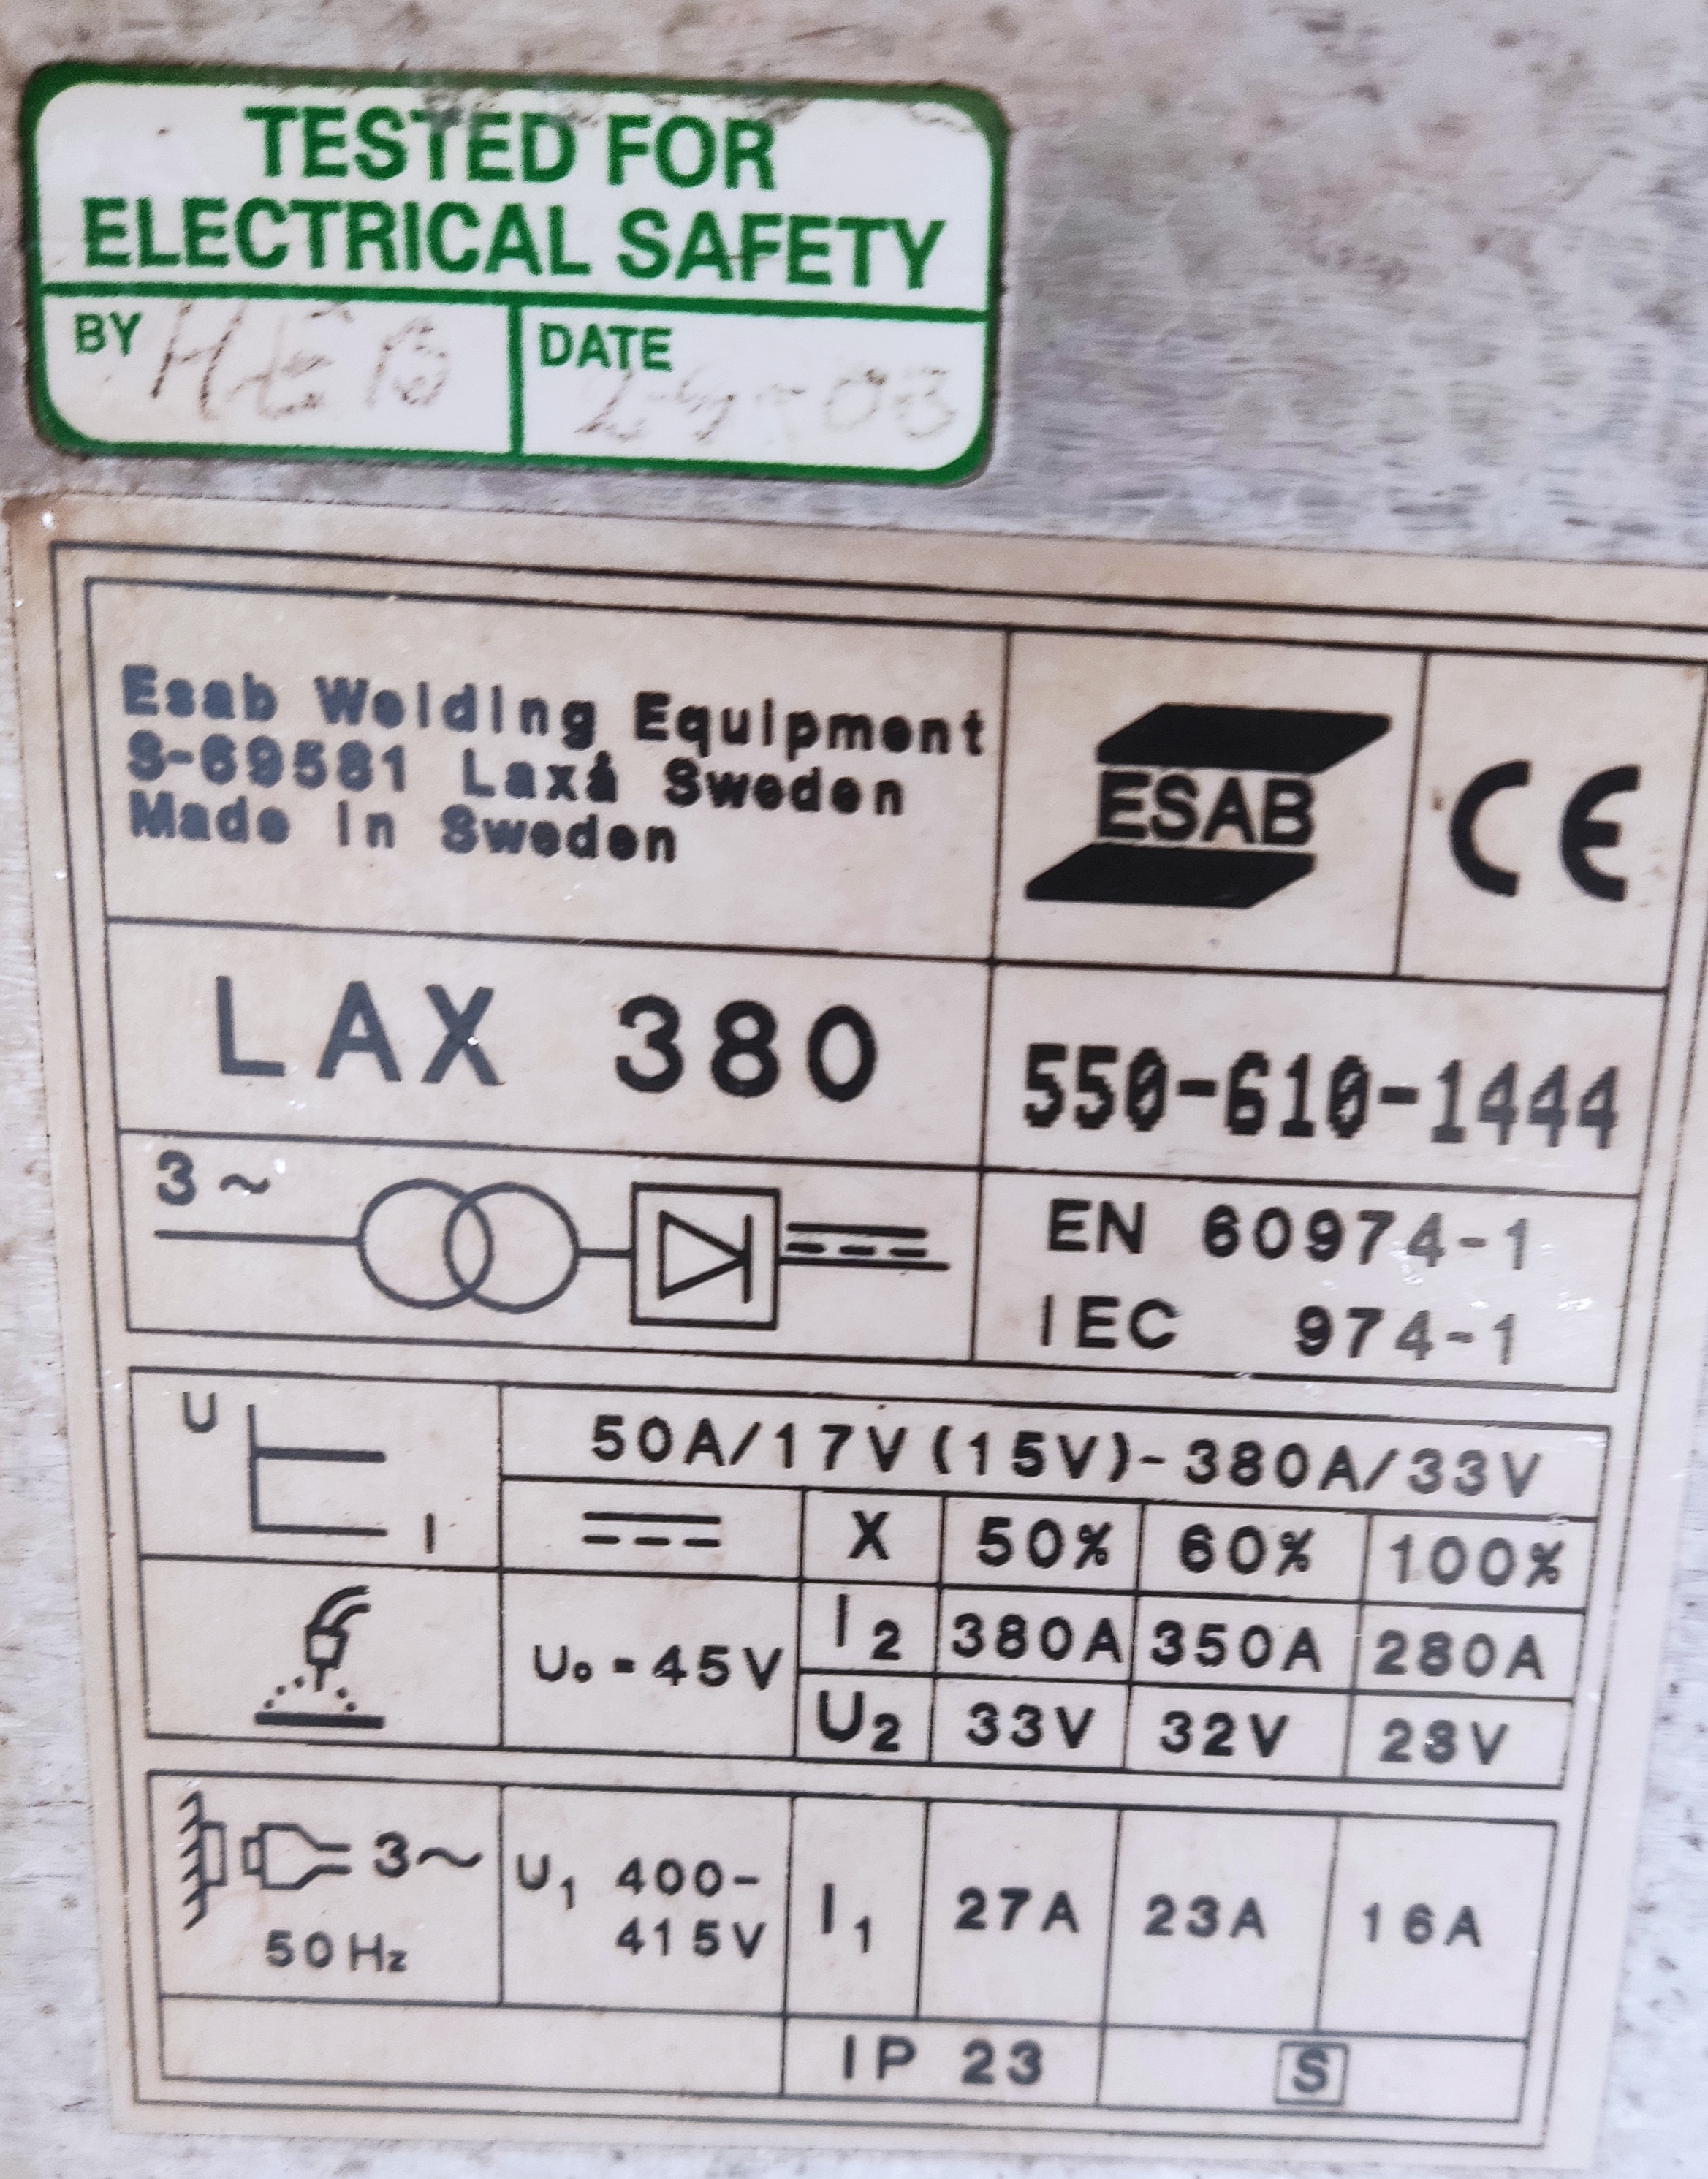 TESTED FOR
ELECTRICAL SAFETY
BY HEB DATE
Esab Welding Equipment
S-69581 Laxå Sweden
Made in Sweden
ESAB
CE
LAX 380
550-610-1444
3~
EN 60974-1
IEC 974-1
U
I
50A/17V(15V)-380A/33V
X 50% 60% 100%
U₀=45V
I₂ 380A 350A 280A
U₂ 33V 32V 28V
3~
50Hz
U₁ 400-
415V
I₁ 27A 23A 16A
IP 23
S